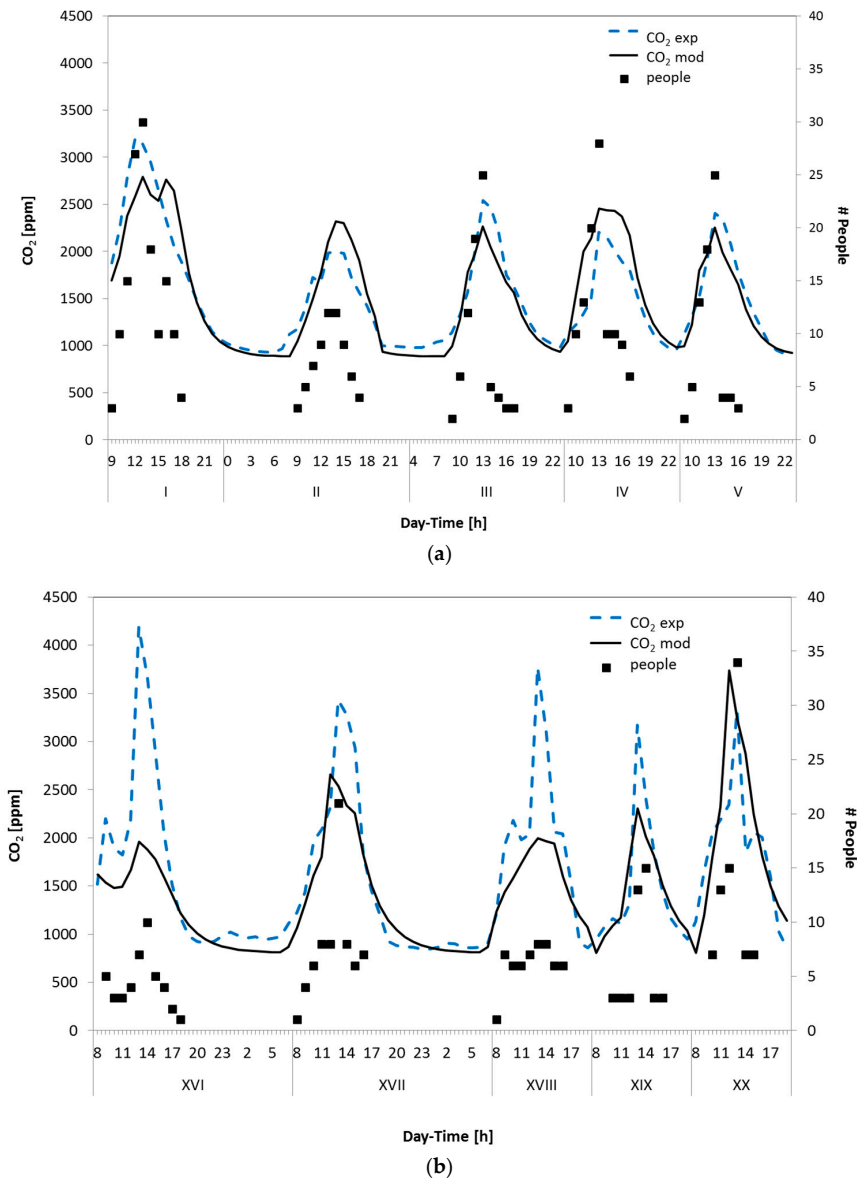 4500
4000
3500
3000
2500
2000
1500
1000
500
0
CO2 [ppm]
40
35
30
25
20
15
10
5
0
# People
CO2 exp
CO2 mod
people
9 12 15 18 21 0 3 6 9 12 15 18 21 4 7 10 13 16 19 22 10 13 16 19 22 10 13 16 19 22
I II III IV V
Day-Time [h]
(a)
4500
4000
3500
3000
2500
2000
1500
1000
500
0
CO2 [ppm]
40
35
30
25
20
15
10
5
0
# People
CO2 exp
CO2 mod
people
8 11 14 17 20 23 2 5 8 11 14 17 20 23 2 5 8 11 14 17 8 11 14 17 8 11 14 17
XVI XVII XVIII XIX XX
Day-Time [h]
(b)